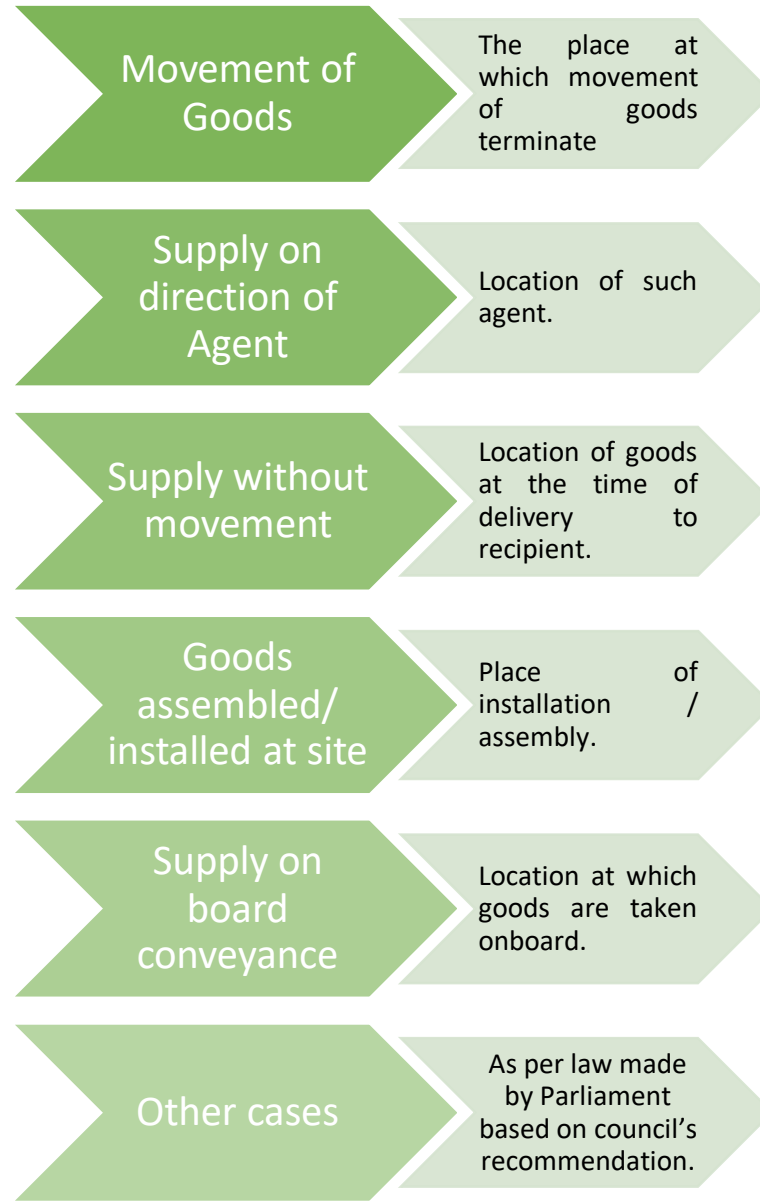 Movement of
Goods
The place at
which movement
of goods
terminate
Supply on
direction of
Agent
Location of such
agent.
Supply without
movement
Location of goods
at the time of
delivery to
recipient.
Goods
assembled/
installed at site
Place of
installation /
assembly.
Supply on
board
conveyance
Location at which
goods are taken
onboard.
Other cases
As per law made
by Parliament
based on council’s
recommendation.